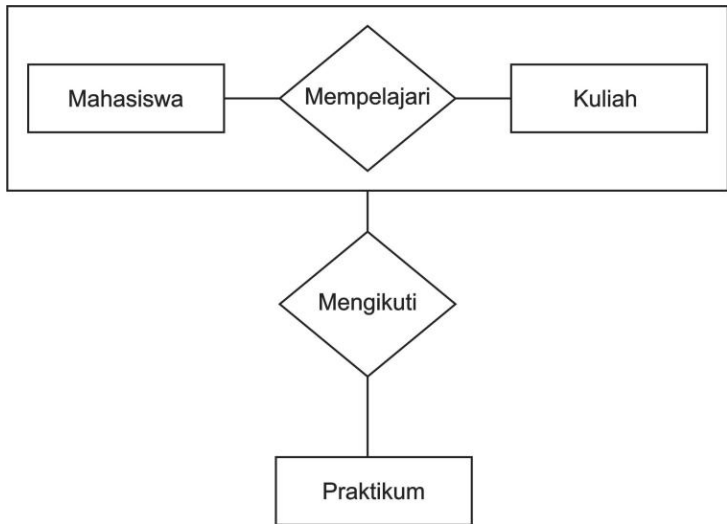 Mahasiswa
Mempelajari
Kuliah
Mengikuti
Praktikum